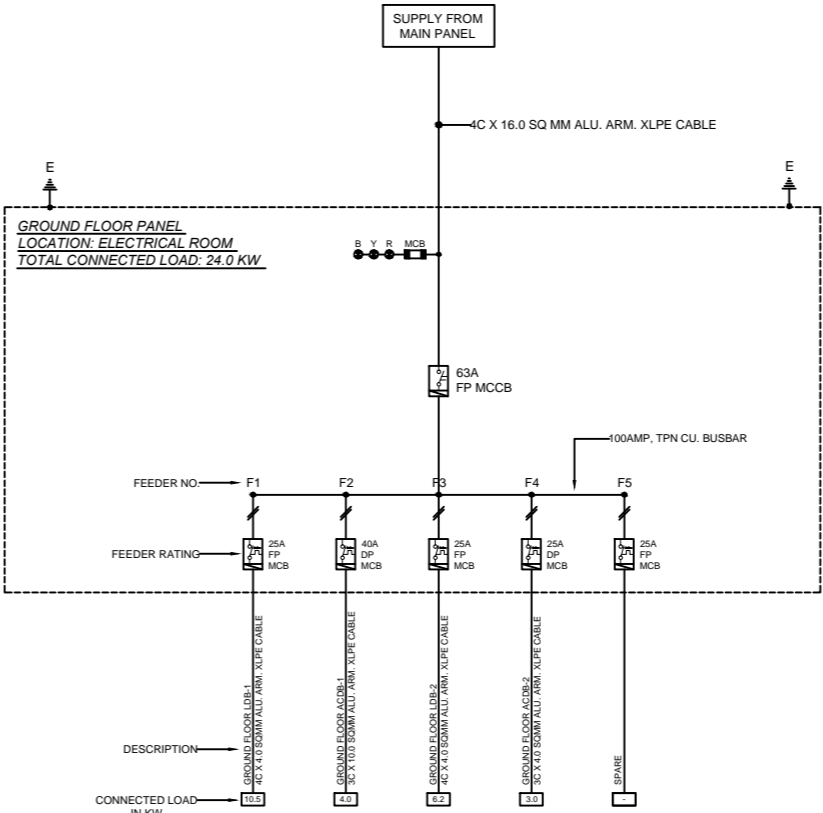 SUPPLY FROM
MAIN PANEL
4C X 16.0 SQ MM ALU. ARM. XLPE CABLE
E
E
GROUND FLOOR PANEL
LOCATION: ELECTRICAL ROOM
TOTAL CONNECTED LOAD: 24.0 KW
B Y R MCB
63A
FP MCCB
100AMP, TPN CU. BUSBAR
FEEDER NO.
F1 F2 F3 F4 F5
FEEDER RATING
25A
FP
MCB
40A
DP
MCB
25A
FP
MCB
25A
DP
MCB
25A
FP
MCB
GROUND FLOOR LDB-1
4C X 4.0 SQMM ALU. ARM. XLPE CABLE
GROUND FLOOR ACDB-1
3C X 10.0 SQMM ALU. ARM. XLPE CABLE
GROUND FLOOR LDB-2
4C X 4.0 SQMM ALU. ARM. XLPE CABLE
GROUND FLOOR ACDB-2
3C X 4.0 SQMM ALU. ARM. XLPE CABLE
SPARE
DESCRIPTION
CONNECTED LOAD
IN KW
10.5 4.0 6.2 3.0 -